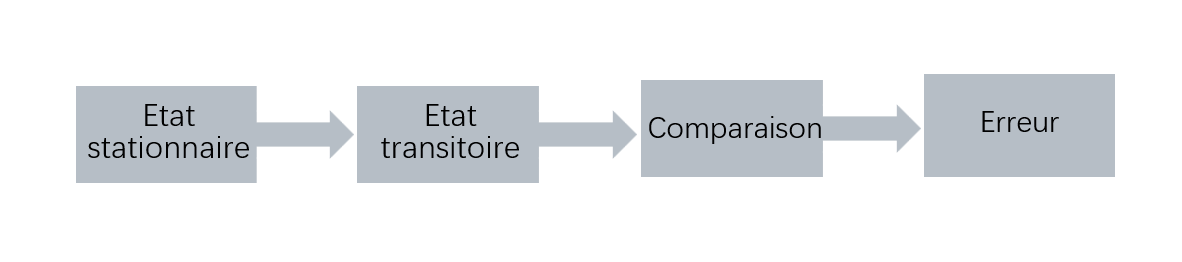 Etat
stationnaire
Etat
transitoire
Comparaison
Erreur